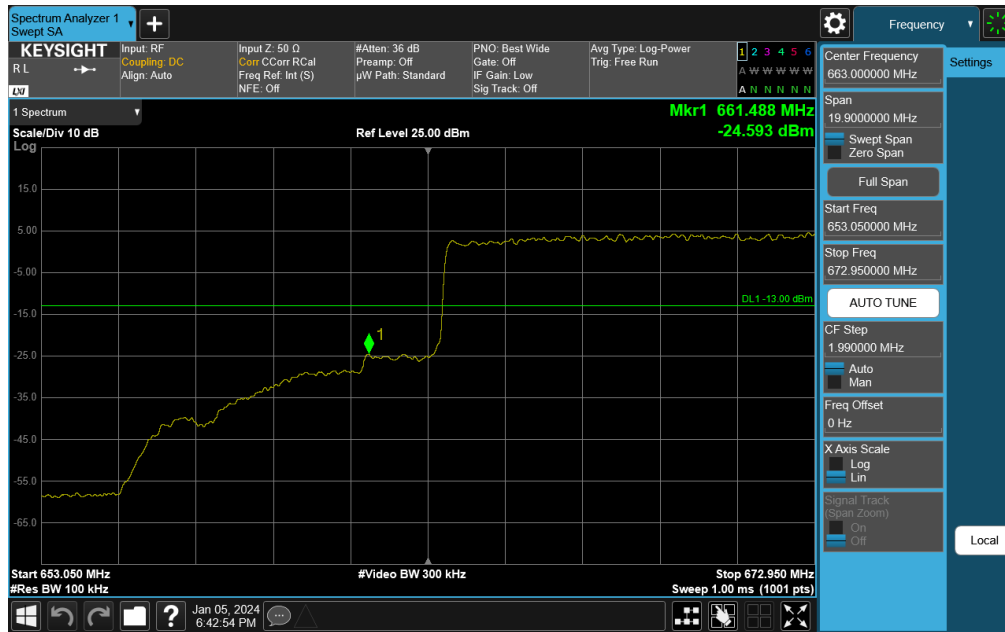 Spectrum Analyzer 1
Swept SA
Frequency
KEYSIGHT
R L
LXI
Input: RF
Coupling: DC
Align: Auto
Input Z: 50 Ω
Corr CCorr RCal
Freq Ref: Int (S)
NFE: Off
#Atten: 36 dB
Preamp: Off
µW Path: Standard
PNO: Best Wide
Gate: Off
IF Gain: Low
Sig Track: Off
Avg Type: Log-Power
Trig: Free Run
1 2 3 4 5 6
A W W W W W
A N N N N N
1 Spectrum
Scale/Div 10 dB
Ref Level 25.00 dBm
Mkr1 661.488 MHz
-24.593 dBm
Log
15.0
5.00
-5.00
-15.0
-25.0
-35.0
-45.0
-55.0
-65.0
DL1 -13.00 dBm
1
Start 653.050 MHz
#Res BW 100 kHz
#Video BW 300 kHz
Stop 672.950 MHz
Sweep 1.00 ms (1001 pts)
Center Frequency
663.000000 MHz
Settings
Span
19.9000000 MHz
Swept Span
Zero Span
Full Span
Start Freq
653.050000 MHz
Stop Freq
672.950000 MHz
AUTO TUNE
CF Step
1.990000 MHz
Auto
Man
Freq Offset
0 Hz
X Axis Scale
Log
Lin
Signal Track
(Span Zoom)
On
Off
Local
?
Jan 05, 2024
6:42:54 PM